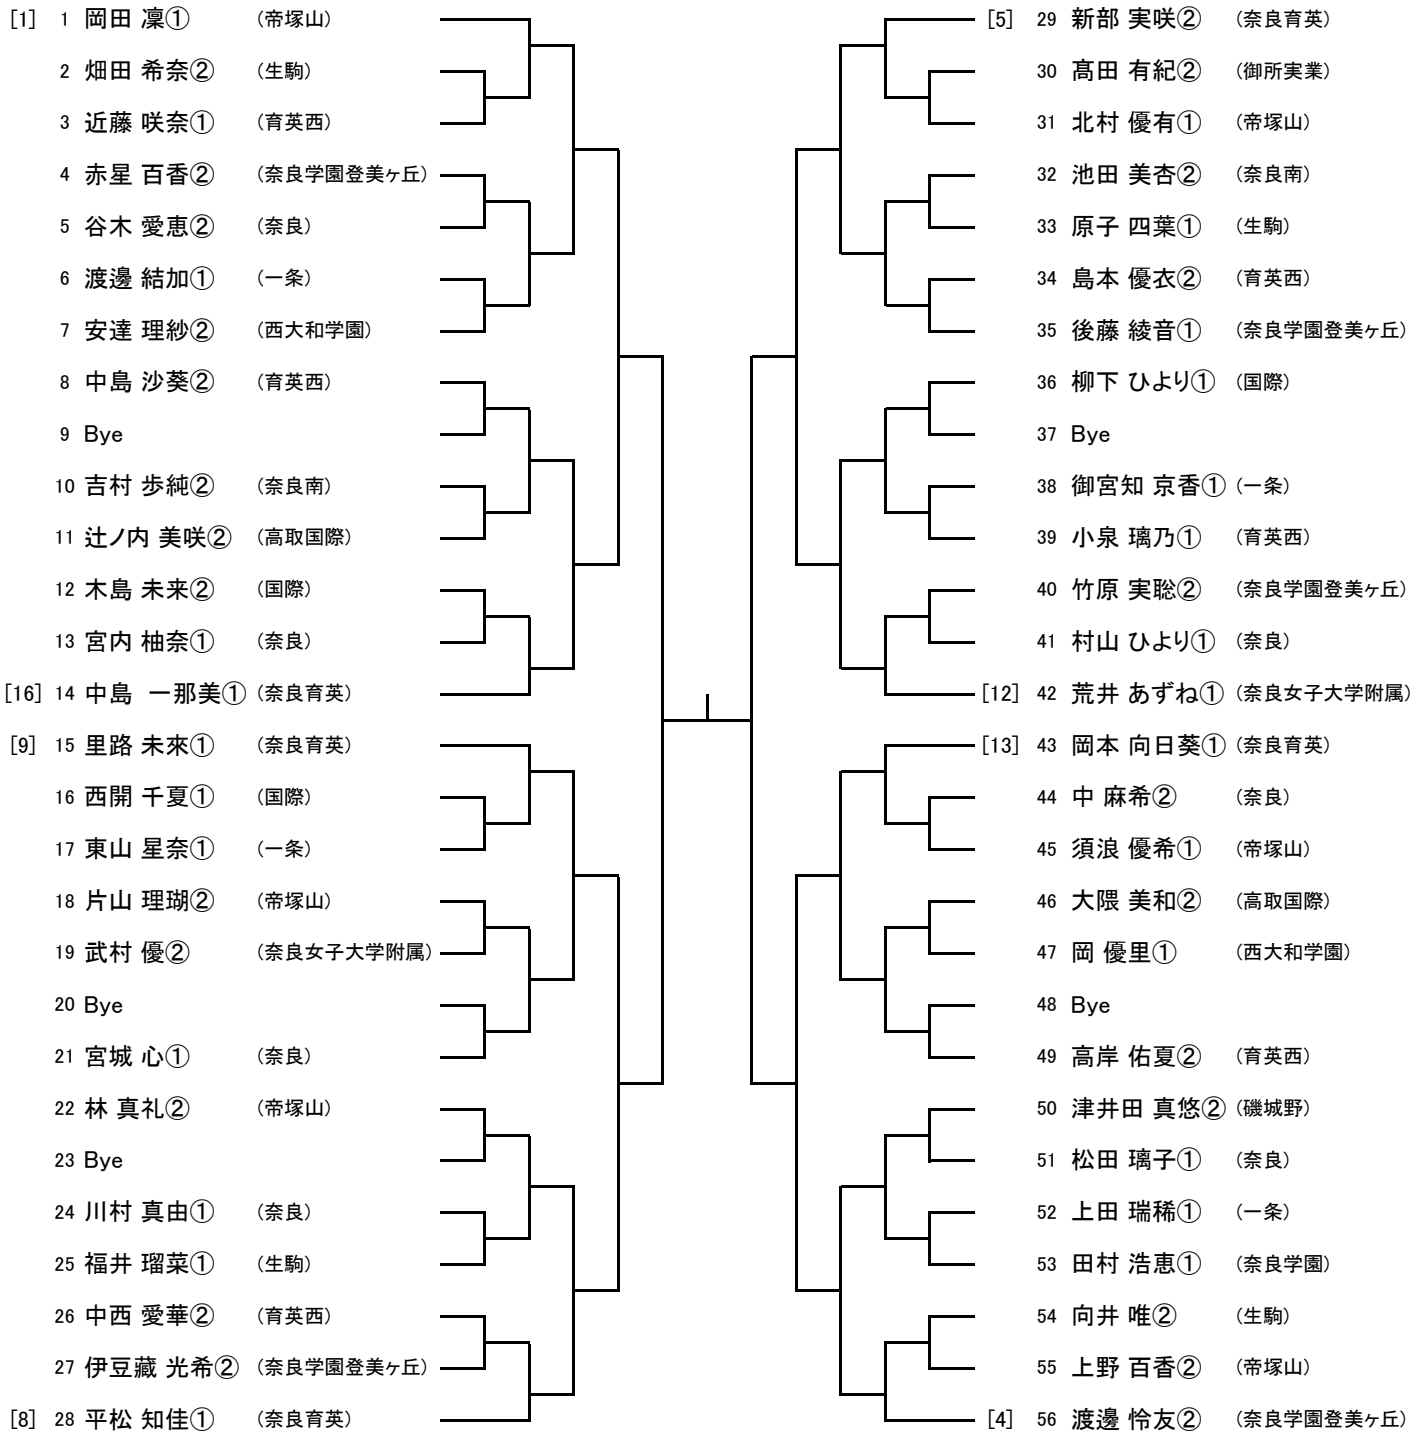 [1] 1 岡田 凜① (帝塚山)
2 畑田 希奈② (生駒)
3 近藤 咲奈① (育英西)
4 赤星 百香② (奈良学園登美ヶ丘)
5 谷木 愛恵② (奈良)
6 渡邊 結加① (一条)
7 安達 理紗② (西大和学園)
8 中島 沙葵② (育英西)
9 Bye
10 吉村 歩純② (奈良南)
11 辻ノ内 美咲② (高取国際)
12 木島 未来② (国際)
13 宮内 柚奈① (奈良)
[16] 14 中島　一那美① (奈良育英)
[9] 15 里路 未來① (奈良育英)
16 西開 千夏① (国際)
17 東山 星奈① (一条)
18 片山 理瑚② (帝塚山)
19 武村 優② (奈良女子大学附属)
20 Bye
21 宮城 心① (奈良)
22 林 真礼② (帝塚山)
23 Bye
24 川村 真由① (奈良)
25 福井 瑠菜① (生駒)
26 中西 愛華② (育英西)
27 伊豆藏 光希② (奈良学園登美ヶ丘)
[8] 28 平松 知佳① (奈良育英)
[5] 29 新部 実咲② (奈良育英)
30 髙田 有紀② (御所実業)
31 北村 優有① (帝塚山)
32 池田 美杏② (奈良南)
33 原子 四葉① (生駒)
34 島本 優衣② (育英西)
35 後藤 綾音① (奈良学園登美ヶ丘)
36 柳下 ひより① (国際)
37 Bye
38 御宮知 京香① (一条)
39 小泉 璃乃① (育英西)
40 竹原 実聡② (奈良学園登美ヶ丘)
41 村山 ひより① (奈良)
[12] 42 荒井 あずね① (奈良女子大学附属)
[13] 43 岡本 向日葵① (奈良育英)
44 中 麻希② (奈良)
45 須浪 優希① (帝塚山)
46 大隈 美和② (高取国際)
47 岡 優里① (西大和学園)
48 Bye
49 高岸 佑夏② (育英西)
50 津井田 真悠② (磯城野)
51 松田 璃子① (奈良)
52 上田 瑞稀① (一条)
53 田村 浩恵① (奈良学園)
54 向井 唯② (生駒)
55 上野 百香② (帝塚山)
[4] 56 渡邊 怜友② (奈良学園登美ヶ丘)